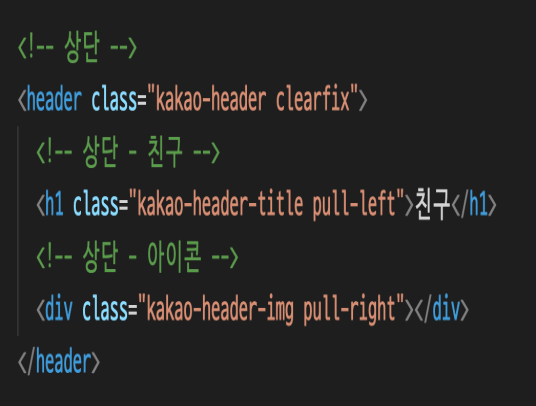 <!-- 상단 -->
<header class="kakao-header clearfix">
<!-- 상단 - 친구 -->
<h1 class="kakao-header-title pull-left">친구</h1>
<!-- 상단 - 아이콘 -->
<div class="kakao-header-img pull-right"></div>
</header>